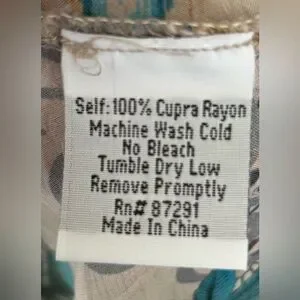 Self: 100% Cupra Rayon
Machine Wash Cold
No Bleach
Tumble Dry Low
Remove Promptly
Rn# 87291
Made In China